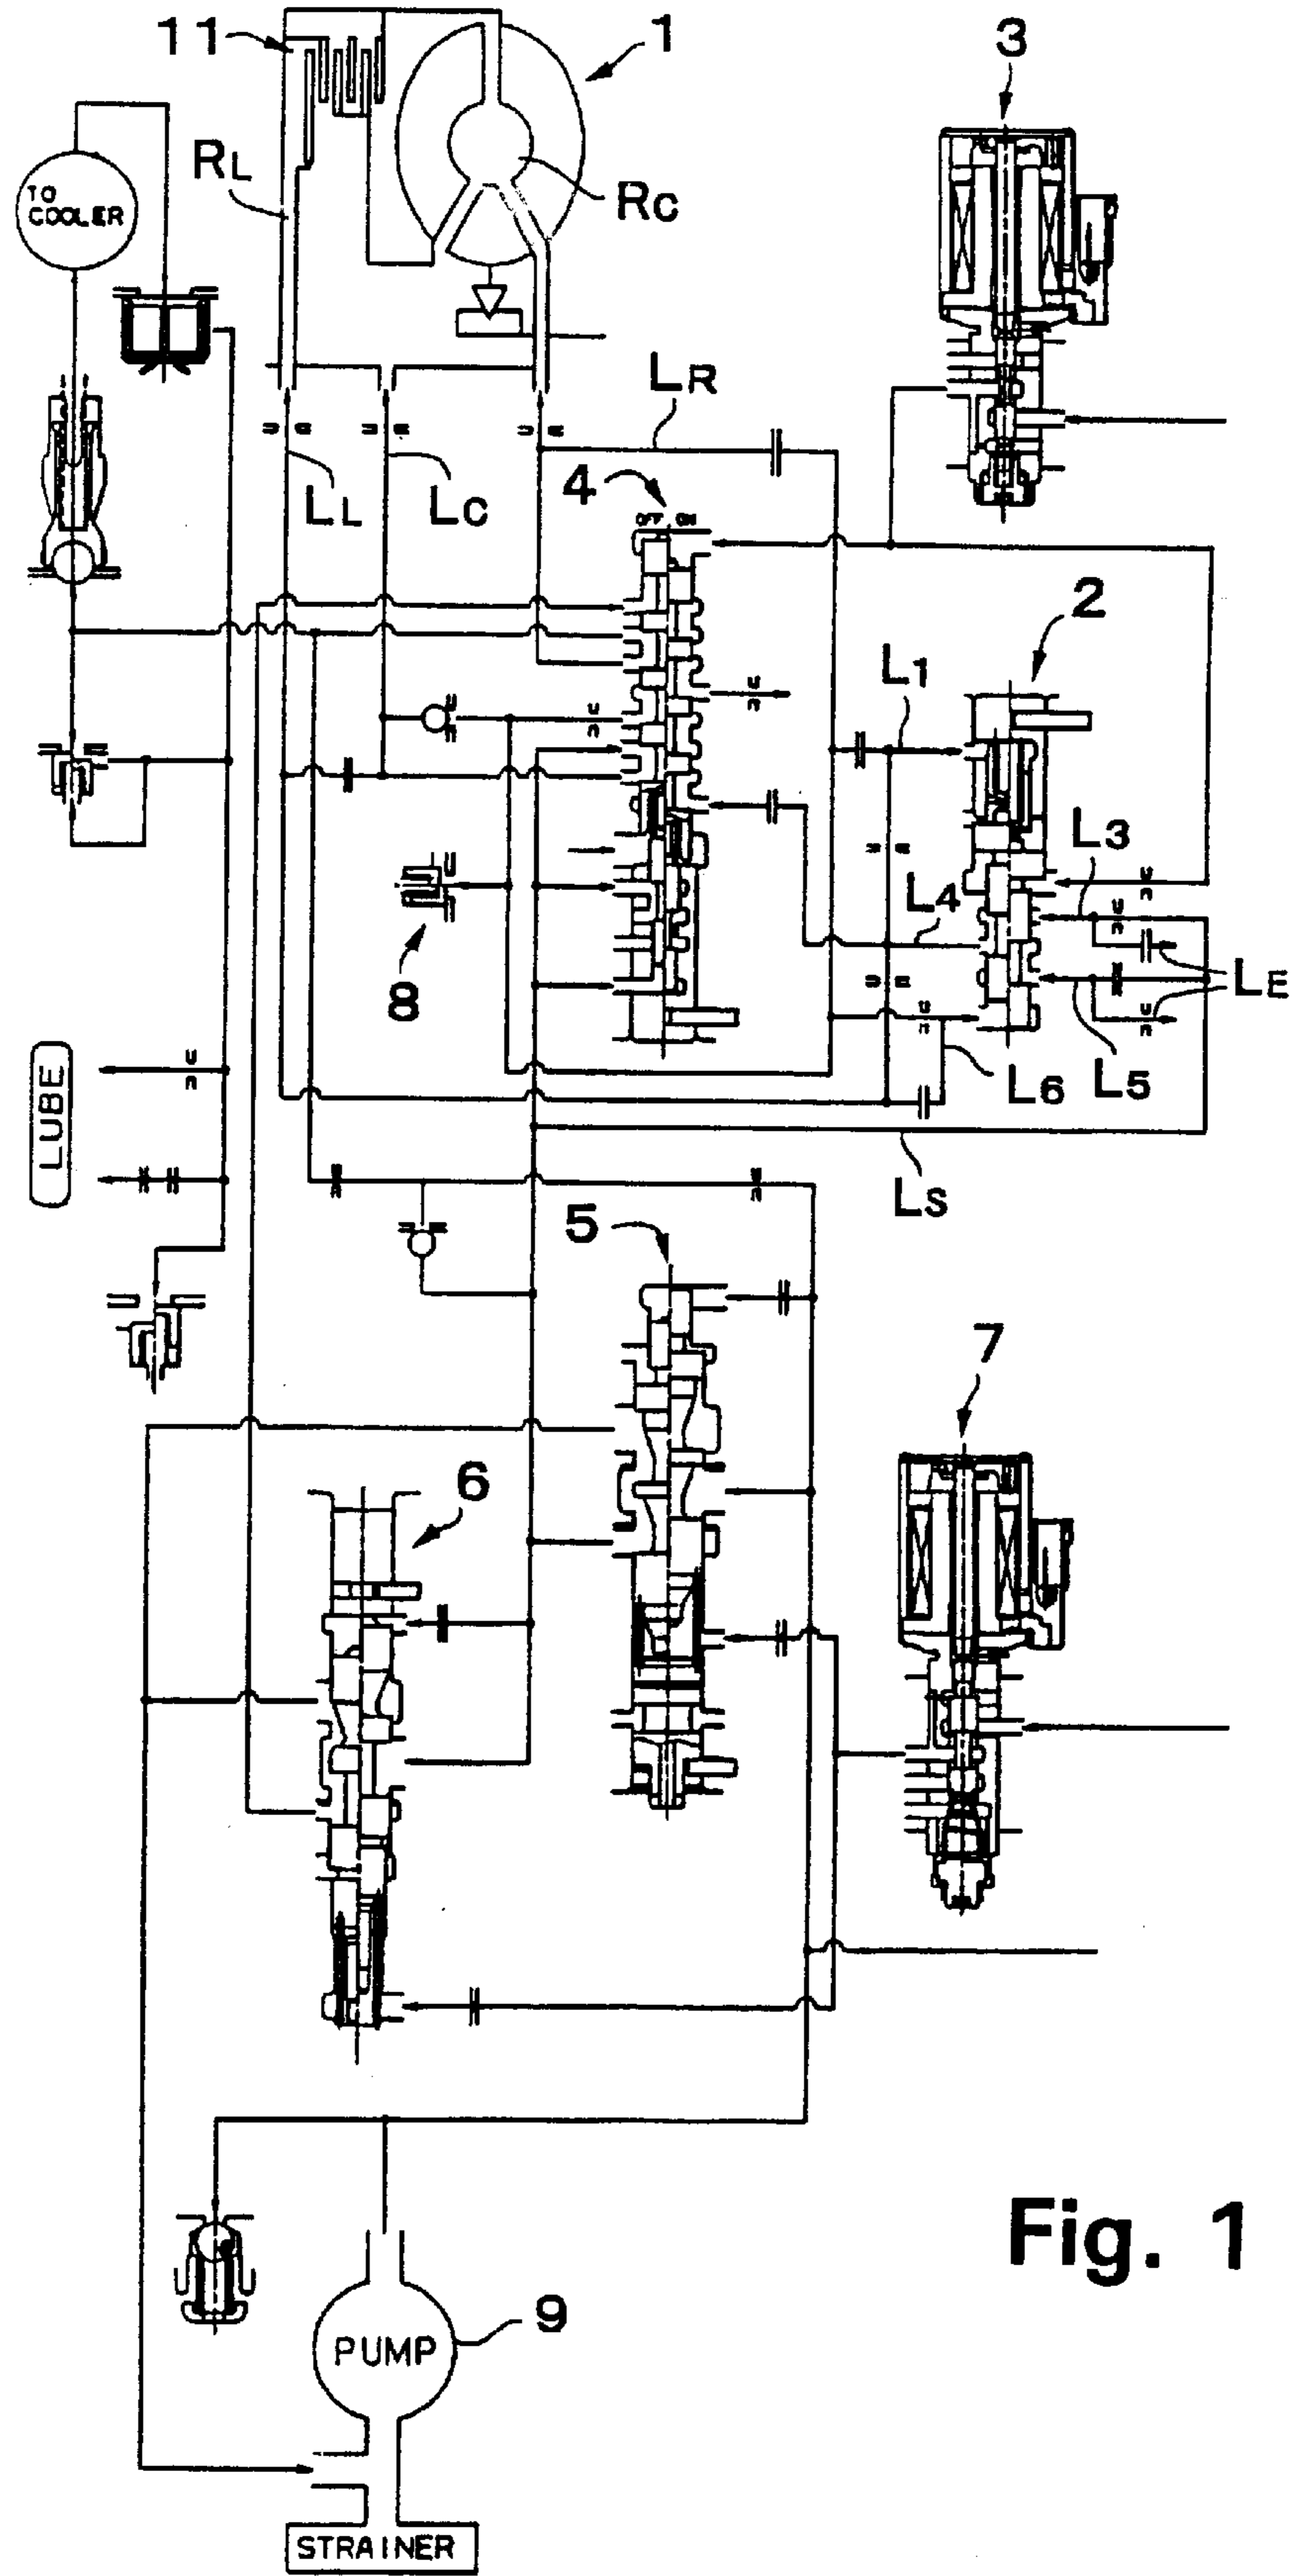 11
1
3
RL
RC
TO
COOLER
LR
4
LL
LC
OFF ON
2
L1
L3
L4
8
LE
L6
L5
LUBE
LS
5
7
6
Fig. 1
9
PUMP
STRAINER